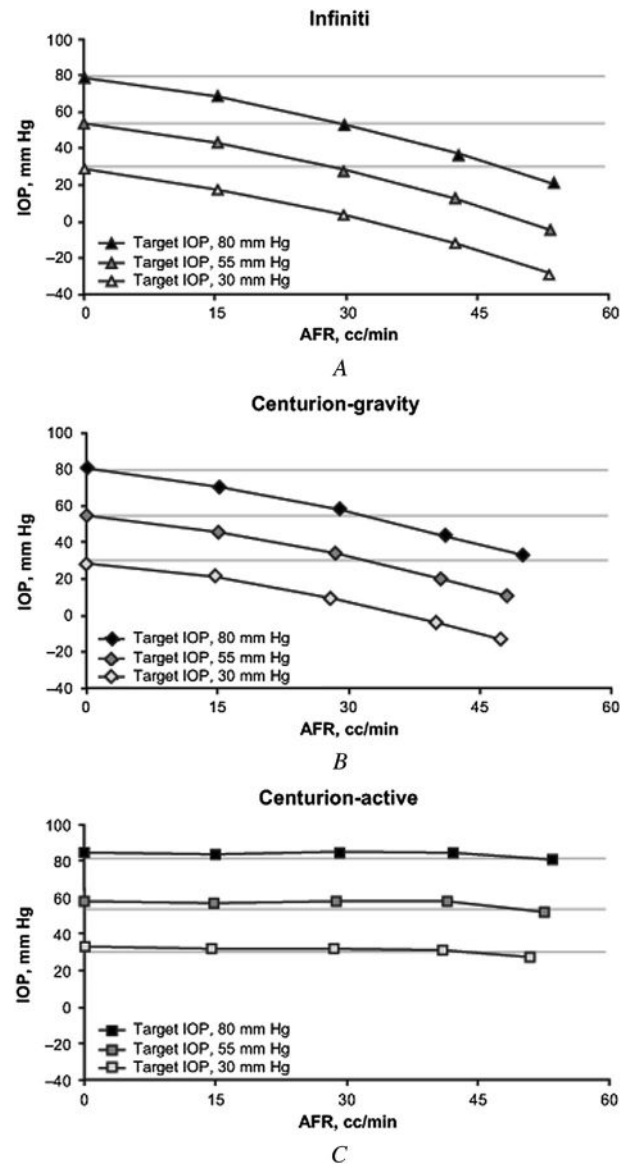 Infiniti
100
80
60
40
20
0
–20
–40
IOP, mm Hg
Target IOP, 80 mm Hg
Target IOP, 55 mm Hg
Target IOP, 30 mm Hg
0 15 30 45 60
AFR, cc/min
A
Centurion-gravity
100
80
60
40
20
0
–20
–40
IOP, mm Hg
Target IOP, 80 mm Hg
Target IOP, 55 mm Hg
Target IOP, 30 mm Hg
0 15 30 45 60
AFR, cc/min
B
Centurion-active
100
80
60
40
20
0
–20
–40
IOP, mm Hg
Target IOP, 80 mm Hg
Target IOP, 55 mm Hg
Target IOP, 30 mm Hg
0 15 30 45 60
AFR, cc/min
C